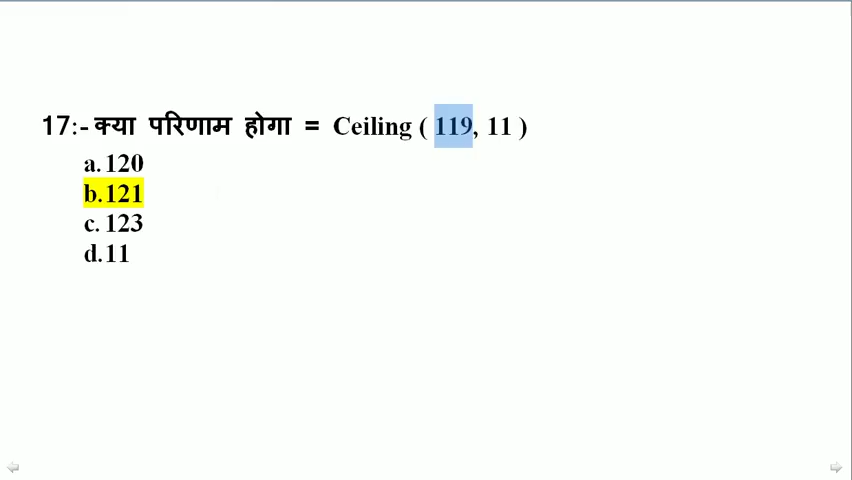 17:- क्या परिणाम होगा = Ceiling ( 119, 11 )
a. 120
b. 121
c. 123
d. 11